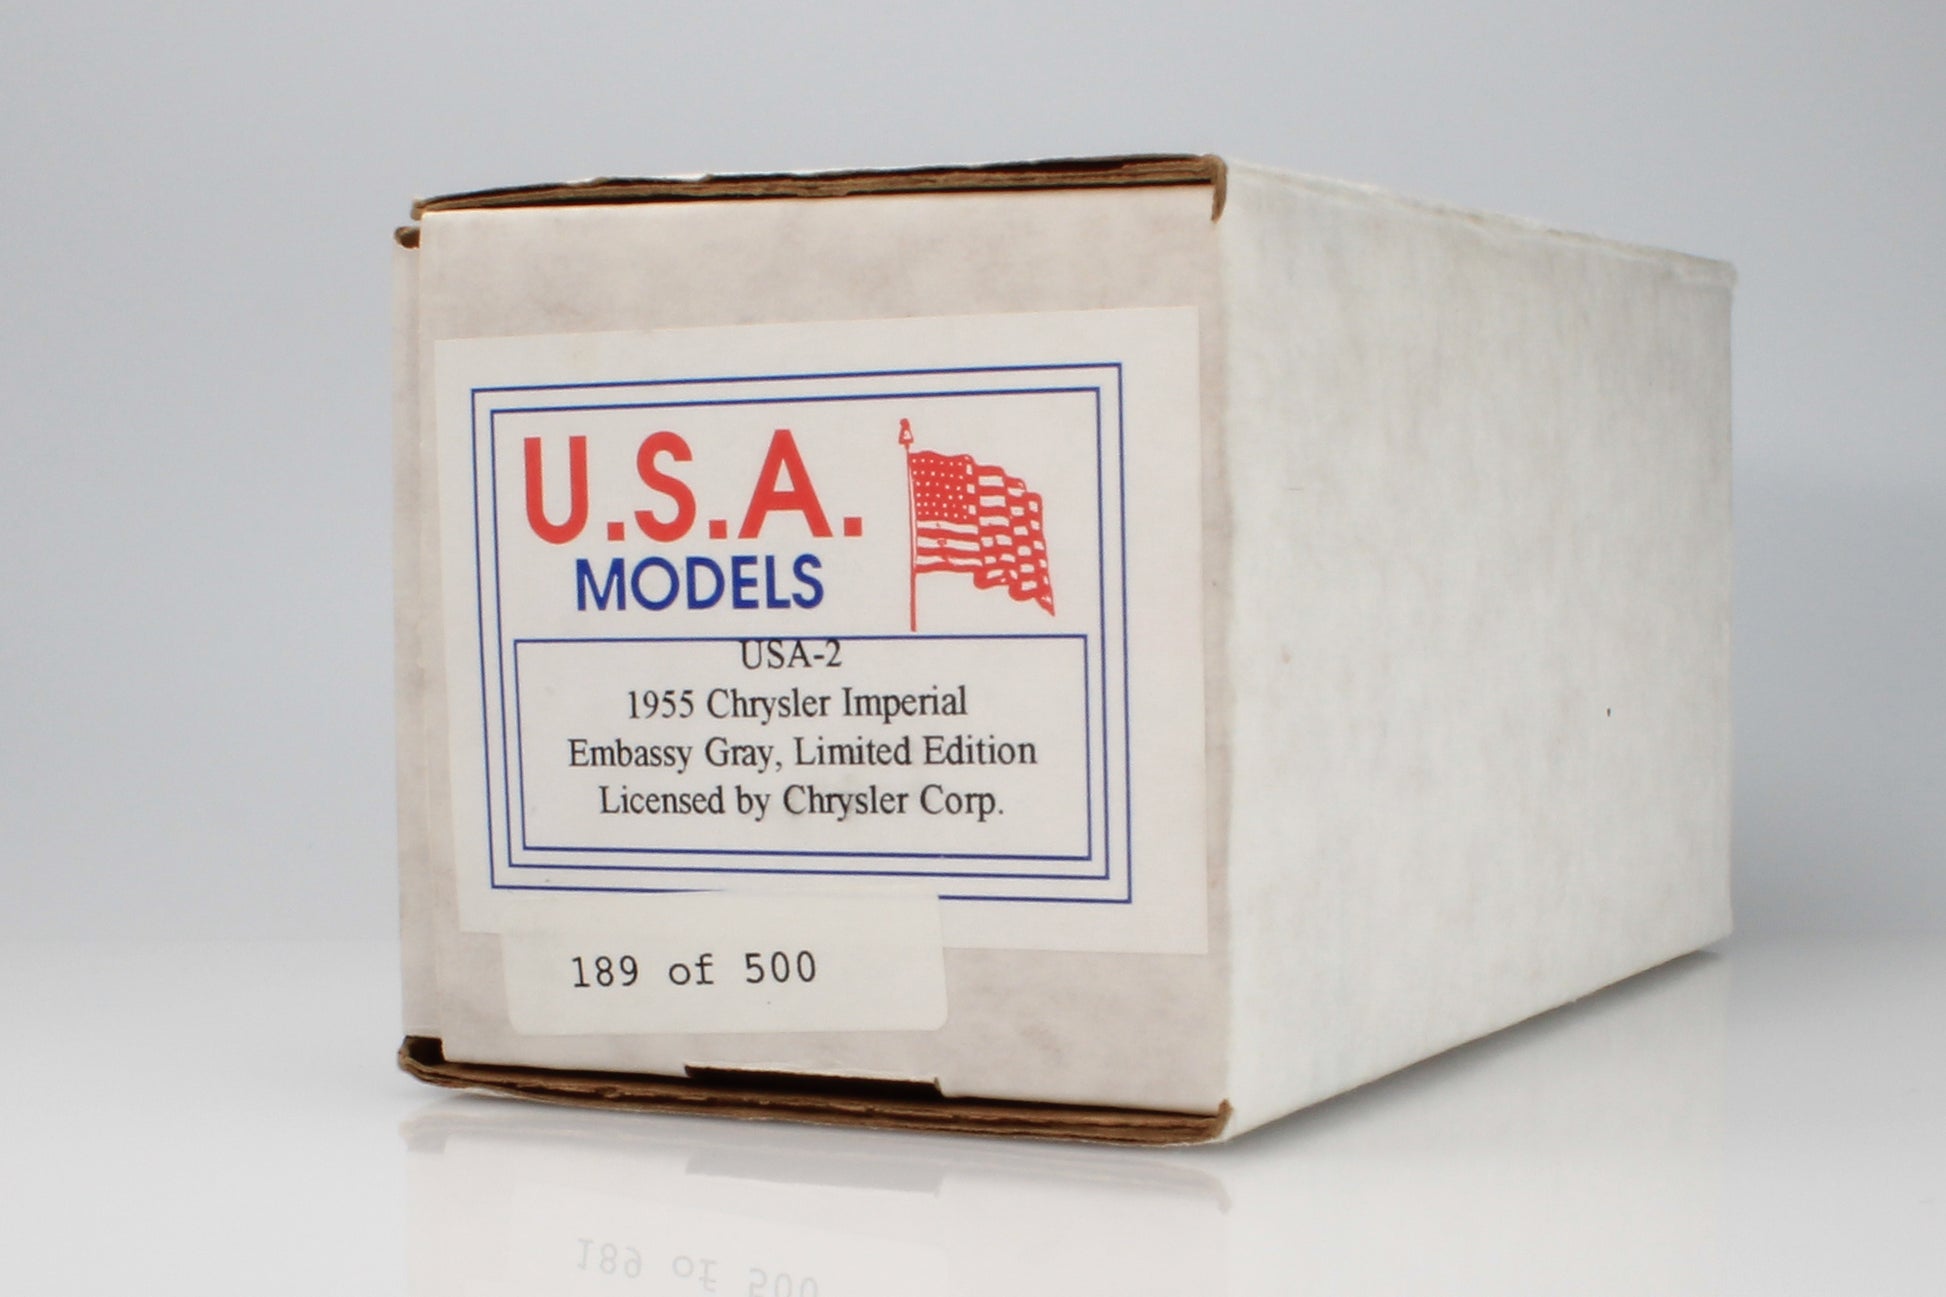 U.S.A.
MODELS
USA-2
1955 Chrysler Imperial
Embassy Gray, Limited Edition
Licensed by Chrysler Corp.
189 of 500